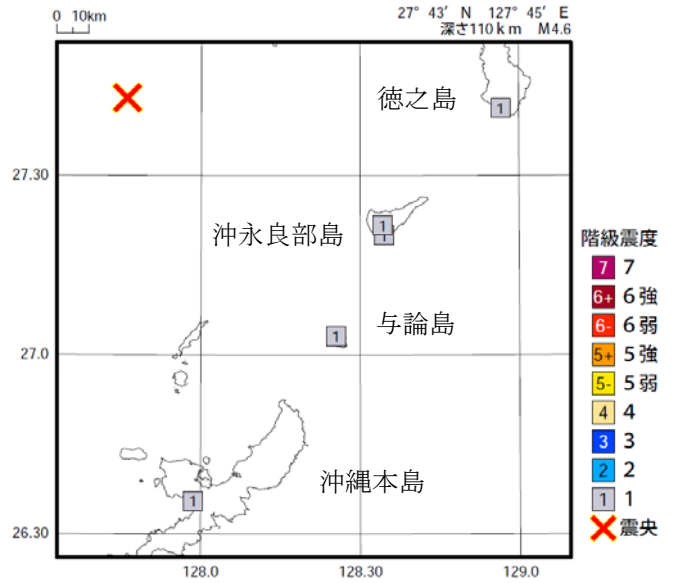 0 10km
27° 43′ N 127° 45′ E
深さ110ｋｍ M4.6
徳之島
1
27.30
沖永良部島
1
1
階級震度
7 7
6+ 6強
6- 6弱
5+ 5強
5- 5弱
4 4
3 3
2 2
1 1
震央
与論島
1
27.0
沖縄本島
1
26.30
128.0
128.30
129.0